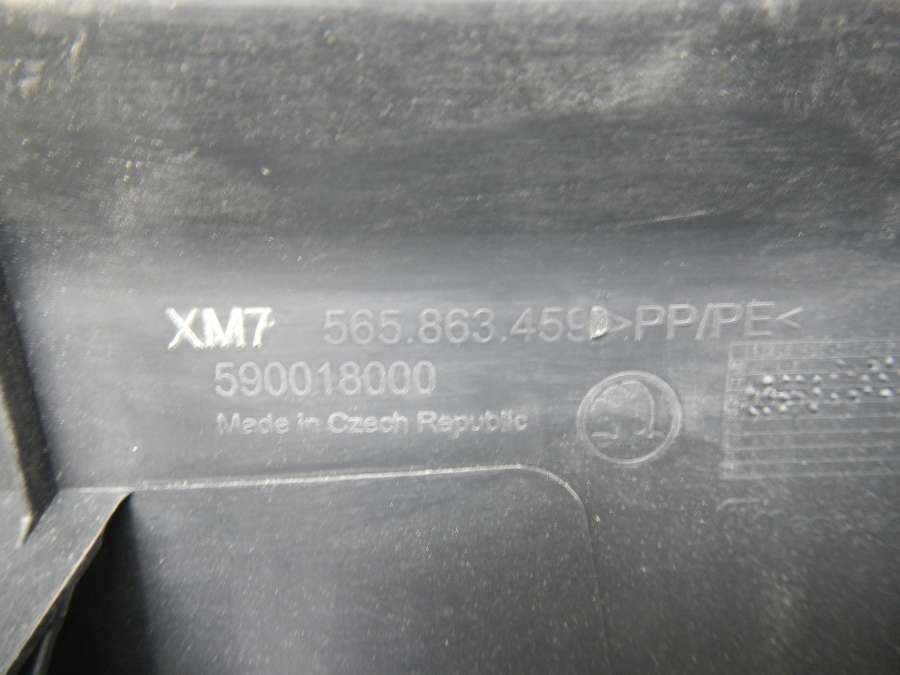 XM7 565.863.459 >PP/PE<
590018000
Made in Czech Republic